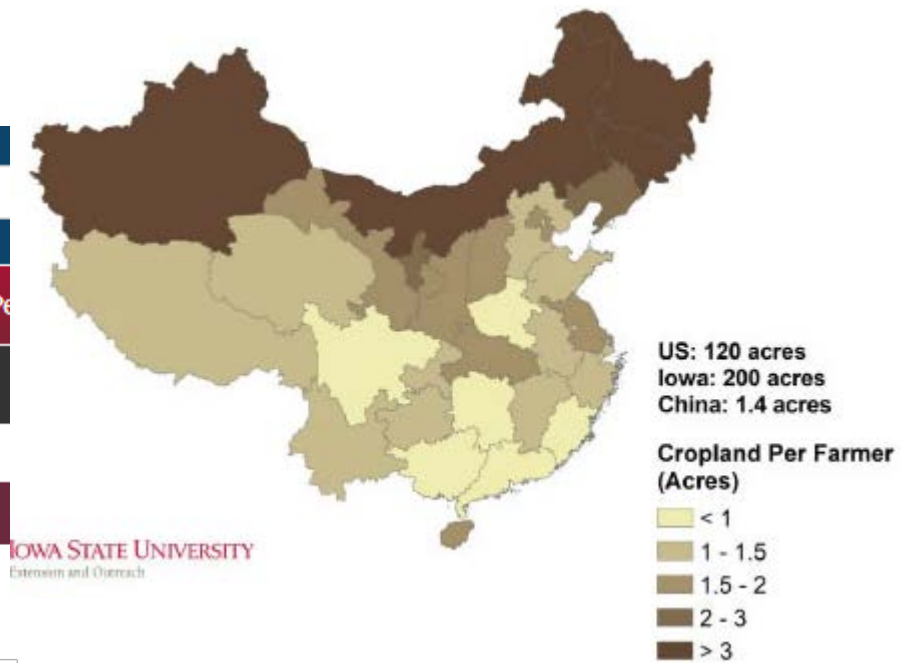 US: 120 acres
Iowa: 200 acres
China: 1.4 acres
Cropland Per Farmer
(Acres)
< 1
1 - 1.5
1.5 - 2
2 - 3
> 3
IOWA STATE UNIVERSITY
Extension and Outreach